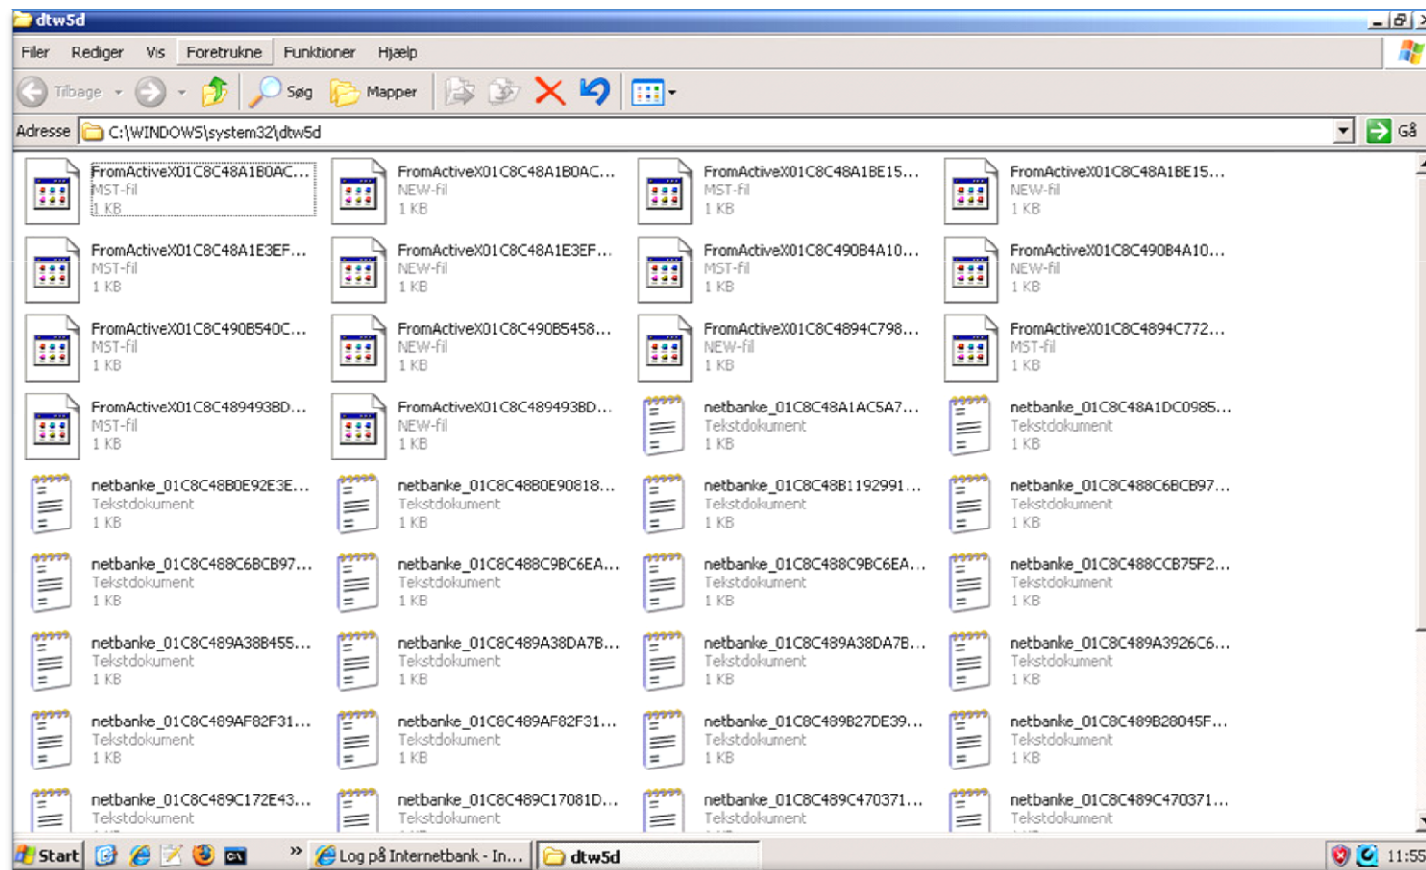 dtw5d
Filer Rediger Vis Foretrukne Funktioner Hjælp
Tilbage Søg Mapper
Adresse C:\WINDOWS\system32\dtw5d Gå
FromActiveX01C8C48A1B0AC... FromActiveX01C8C48A1B0AC... FromActiveX01C8C48A1BE15... FromActiveX01C8C48A1BE15...
MST-fil NEW-fil MST-fil NEW-fil
1 KB 1 KB 1 KB 1 KB
FromActiveX01C8C48A1E3EF... FromActiveX01C8C48A1E3EF... FromActiveX01C8C490B4A10... FromActiveX01C8C490B4A10...
MST-fil NEW-fil MST-fil NEW-fil
1 KB 1 KB 1 KB 1 KB
FromActiveX01C8C490B540C... FromActiveX01C8C490B5458... FromActiveX01C8C4894C798... FromActiveX01C8C4894C772...
MST-fil NEW-fil NEW-fil MST-fil
1 KB 1 KB 1 KB 1 KB
FromActiveX01C8C489493BD... FromActiveX01C8C489493BD... netbanke_01C8C48A1AC5A7... netbanke_01C8C48A1DC0985...
MST-fil NEW-fil Tekstdokument Tekstdokument
1 KB 1 KB 1 KB 1 KB
netbanke_01C8C48B0E92E3E... netbanke_01C8C48B0E90818... netbanke_01C8C48B1192991... netbanke_01C8C488C6BCB97...
Tekstdokument Tekstdokument Tekstdokument Tekstdokument
1 KB 1 KB 1 KB 1 KB
netbanke_01C8C488C6BCB97... netbanke_01C8C488C9BC6EA... netbanke_01C8C488C9BC6EA... netbanke_01C8C488CCB75F2...
Tekstdokument Tekstdokument Tekstdokument Tekstdokument
1 KB 1 KB 1 KB 1 KB
netbanke_01C8C489A38B455... netbanke_01C8C489A38DA7B... netbanke_01C8C489A38DA7B... netbanke_01C8C489A3926C6...
Tekstdokument Tekstdokument Tekstdokument Tekstdokument
1 KB 1 KB 1 KB 1 KB
netbanke_01C8C489AF82F31... netbanke_01C8C489AF82F31... netbanke_01C8C489B27DE39... netbanke_01C8C489B28045F...
Tekstdokument Tekstdokument Tekstdokument Tekstdokument
1 KB 1 KB 1 KB 1 KB
netbanke_01C8C489C172E43... netbanke_01C8C489C17081D... netbanke_01C8C489C470371... netbanke_01C8C489C470371...
Tekstdokument Tekstdokument Tekstdokument Tekstdokument
Start » Log på Internetbank - In... dtw5d 11:55